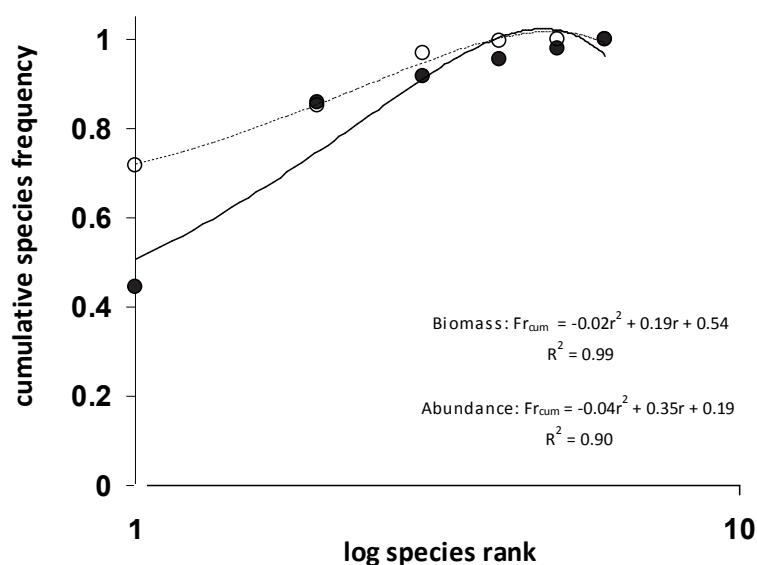 cumulative species frequency
1
0.8
0.6
0.4
0.2
0
Biomass: Frcum = -0.02r² + 0.19r + 0.54
R² = 0.99
Abundance: Frcum = -0.04r² + 0.35r + 0.19
R² = 0.90
1
10
log species rank